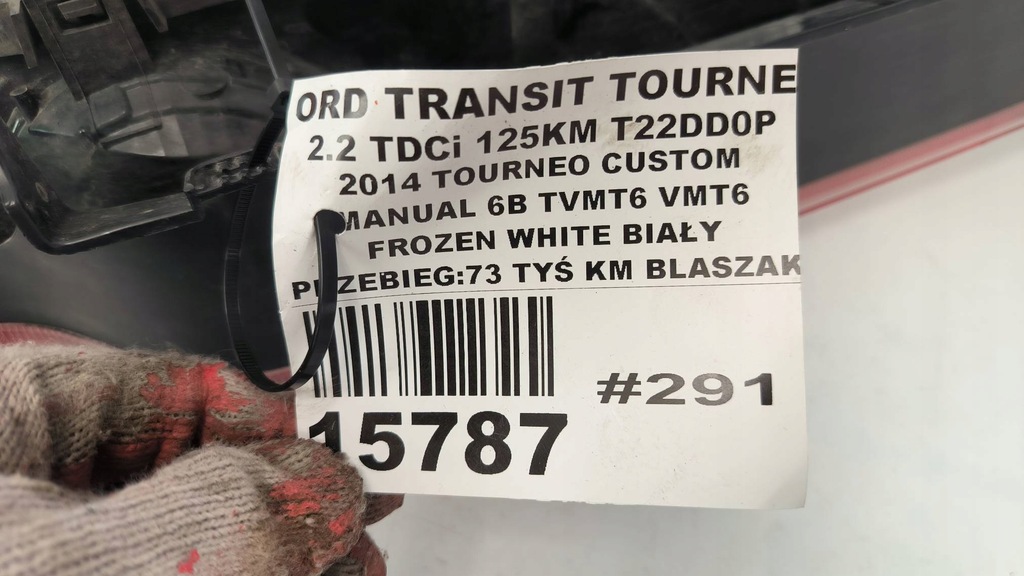 ORD TRANSIT TOURNE
2.2 TDCi 125KM T22DD0P
2014 TOURNEO CUSTOM
MANUAL 6B TVMT6 VMT6
FROZEN WHITE BIAŁY
PRZEBIEG:73 TYŚ KM BLASZAK
#291
15787